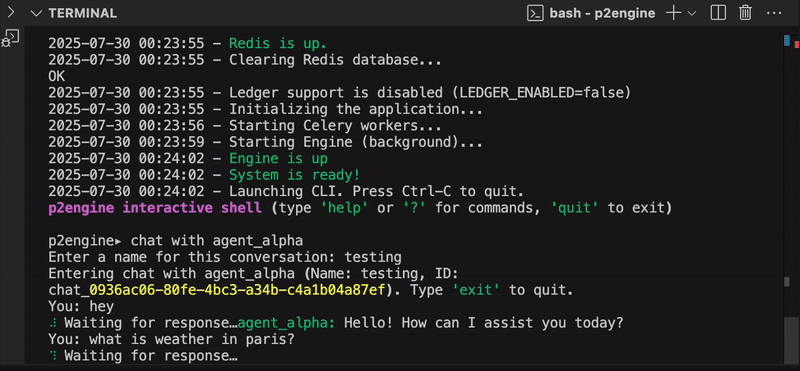 TERMINAL
bash - p2engine
2025-07-30 00:23:55 - Redis is up.
2025-07-30 00:23:55 - Clearing Redis database...
OK
2025-07-30 00:23:55 - Ledger support is disabled (LEDGER_ENABLED=false)
2025-07-30 00:23:55 - Initializing the application...
2025-07-30 00:23:56 - Starting Celery workers...
2025-07-30 00:23:59 - Starting Engine (background)...
2025-07-30 00:24:02 - Engine is up
2025-07-30 00:24:02 - System is ready!
2025-07-30 00:24:02 - Launching CLI. Press Ctrl-C to quit.
p2engine interactive shell (type 'help' or '?' for commands, 'quit' to exit)
p2engine▸ chat with agent_alpha
Enter a name for this conversation: testing
Entering chat with agent_alpha (Name: testing, ID:
chat_0936ac06-80fe-4bc3-a34b-c4a1b04a87ef). Type 'exit' to quit.
You: hey
Waiting for response…agent_alpha: Hello! How can I assist you today?
You: what is weather in paris?
Waiting for response…